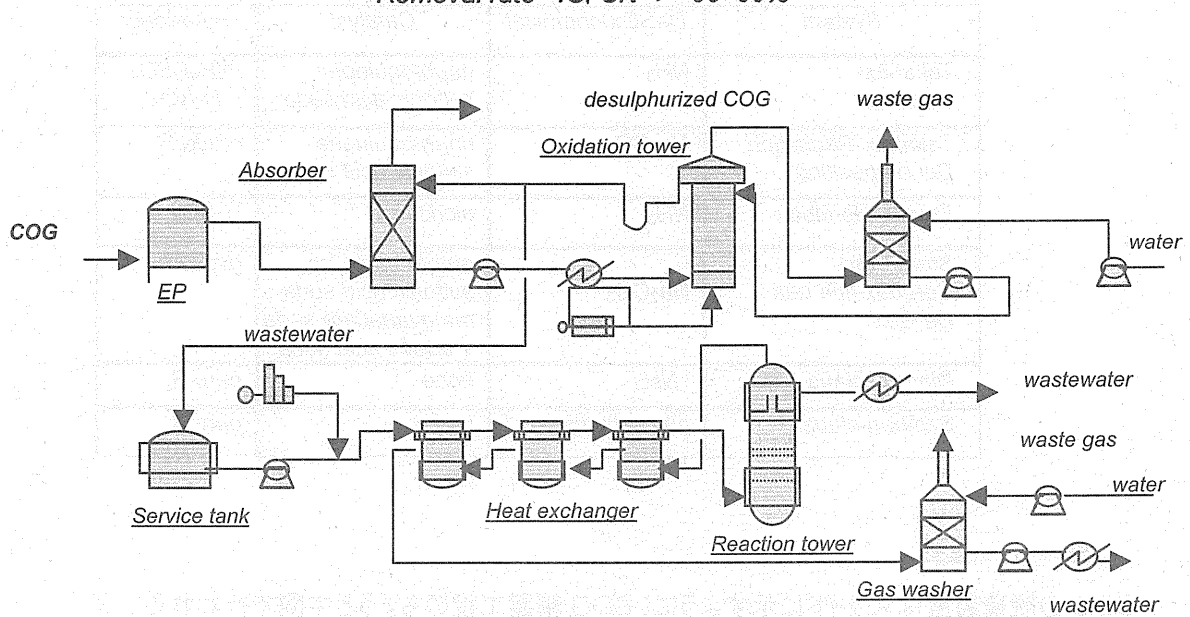 desulphurized COG
waste gas
Oxidation tower
Absorber
COG
EP
water
wastewater
wastewater
waste gas
water
Service tank
Heat exchanger
Reaction tower
Gas washer
wastewater